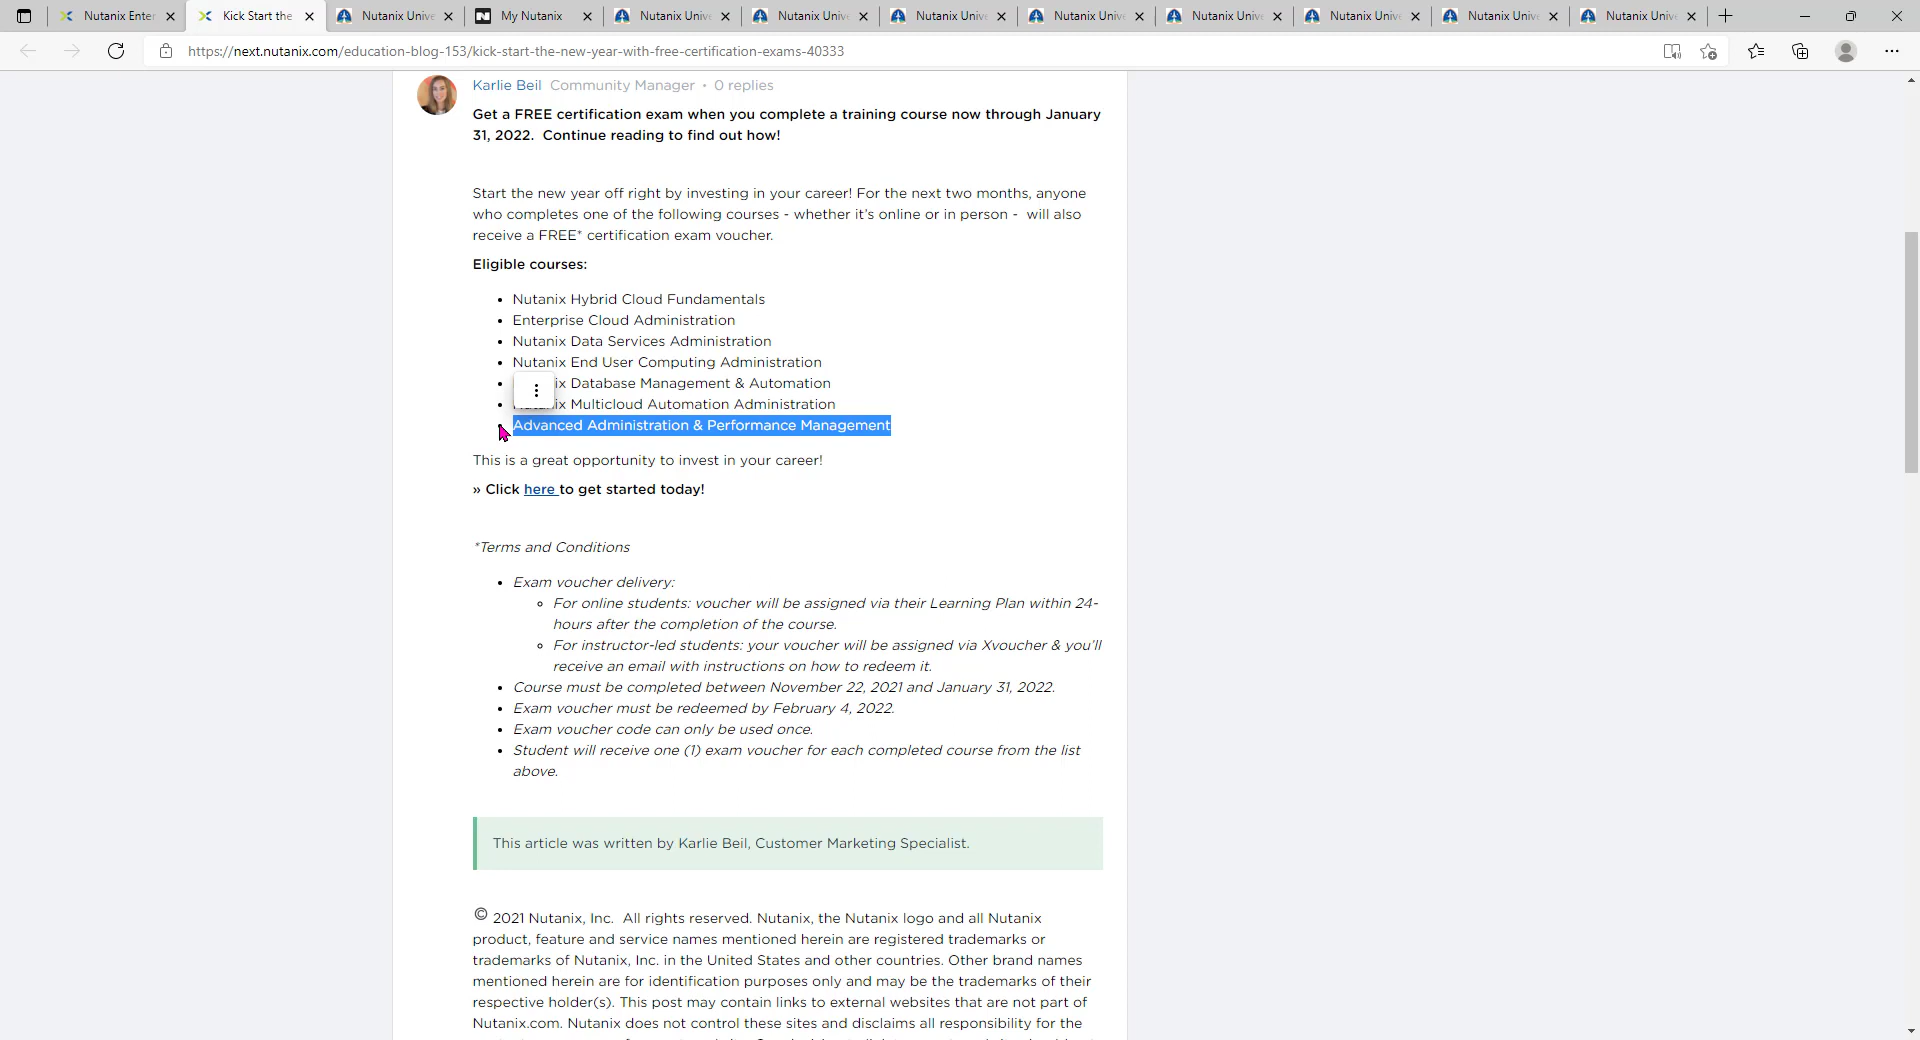 Nutanix Enter
Kick Start the
Nutanix Unive
My Nutanix
Nutanix Unive
Nutanix Unive
Nutanix Unive
Nutanix Unive
Nutanix Unive
Nutanix Unive
Nutanix Unive
Nutanix Unive
https://next.nutanix.com/education-blog-153/kick-start-the-new-year-with-free-certification-exams-40333
Karlie Beil Community Manager • 0 replies
Get a FREE certification exam when you complete a training course now through January
31, 2022. Continue reading to find out how!
Start the new year off right by investing in your career! For the next two months, anyone
who completes one of the following courses - whether it's online or in person - will also
receive a FREE* certification exam voucher.
Eligible courses:
• Nutanix Hybrid Cloud Fundamentals
• Enterprise Cloud Administration
• Nutanix Data Services Administration
• Nutanix End User Computing Administration
• ix Database Management & Automation
• Nutanix Multicloud Automation Administration
• Advanced Administration & Performance Management
This is a great opportunity to invest in your career!
» Click here to get started today!
*Terms and Conditions
• Exam voucher delivery:
◦ For online students: voucher will be assigned via their Learning Plan within 24-
hours after the completion of the course.
◦ For instructor-led students: your voucher will be assigned via Xvoucher & you'll
receive an email with instructions on how to redeem it.
• Course must be completed between November 22, 2021 and January 31, 2022.
• Exam voucher must be redeemed by February 4, 2022.
• Exam voucher code can only be used once.
• Student will receive one (1) exam voucher for each completed course from the list
above.
This article was written by Karlie Beil, Customer Marketing Specialist.
© 2021 Nutanix, Inc. All rights reserved. Nutanix, the Nutanix logo and all Nutanix
product, feature and service names mentioned herein are registered trademarks or
trademarks of Nutanix, Inc. in the United States and other countries. Other brand names
mentioned herein are for identification purposes only and may be the trademarks of their
respective holder(s). This post may contain links to external websites that are not part of
Nutanix.com. Nutanix does not control these sites and disclaims all responsibility for the